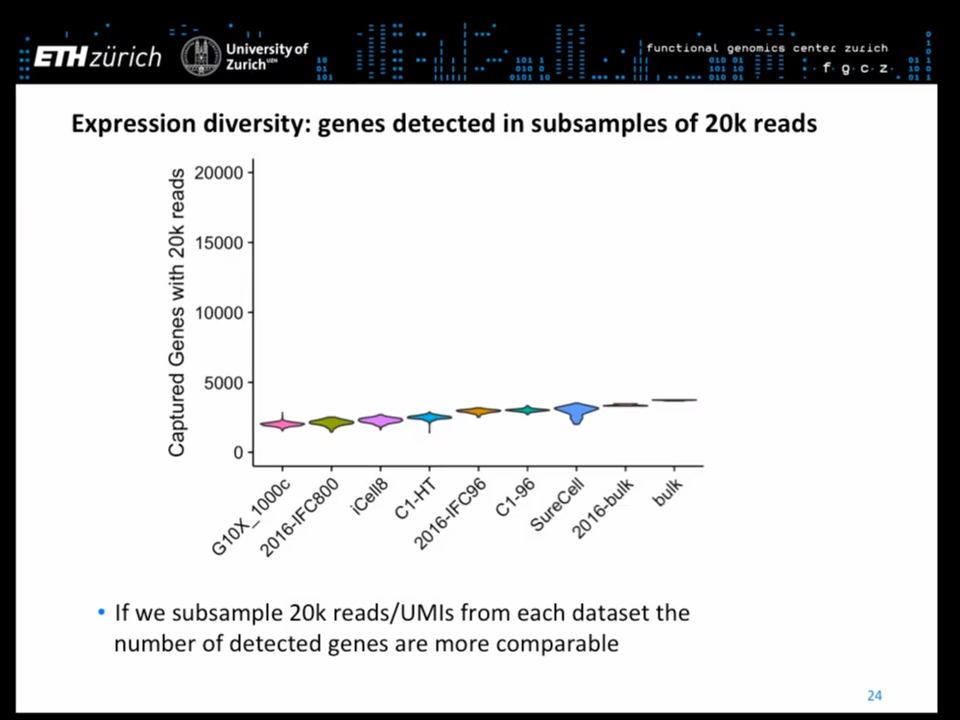 ETH zürich
University of
Zurich UZH
functional genomics center zurich
f g c z
Expression diversity: genes detected in subsamples of 20k reads
Captured Genes with 20k reads
20000
15000
10000
5000
0
G10X_1000c
2016-IFC800
iCell8
C1-HT
2016-IFC96
C1-96
SureCell
2016-bulk
bulk
• If we subsample 20k reads/UMIs from each dataset the
number of detected genes are more comparable
24